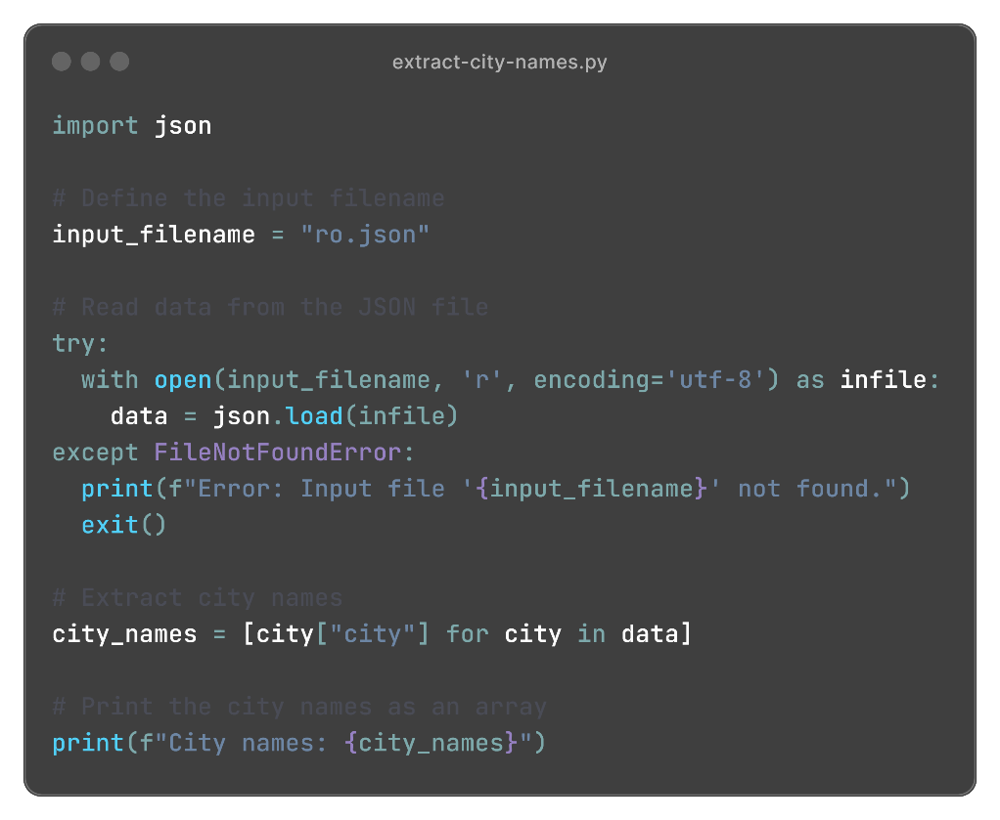 extract-city-names.py
import json
# Define the input filename
input_filename = "ro.json"
# Read data from the JSON file
try:
  with open(input_filename, 'r', encoding='utf-8') as infile:
    data = json.load(infile)
except FileNotFoundError:
  print(f"Error: Input file '{input_filename}' not found.")
  exit()
# Extract city names
city_names = [city["city"] for city in data]
# Print the city names as an array
print(f"City names: {city_names}")